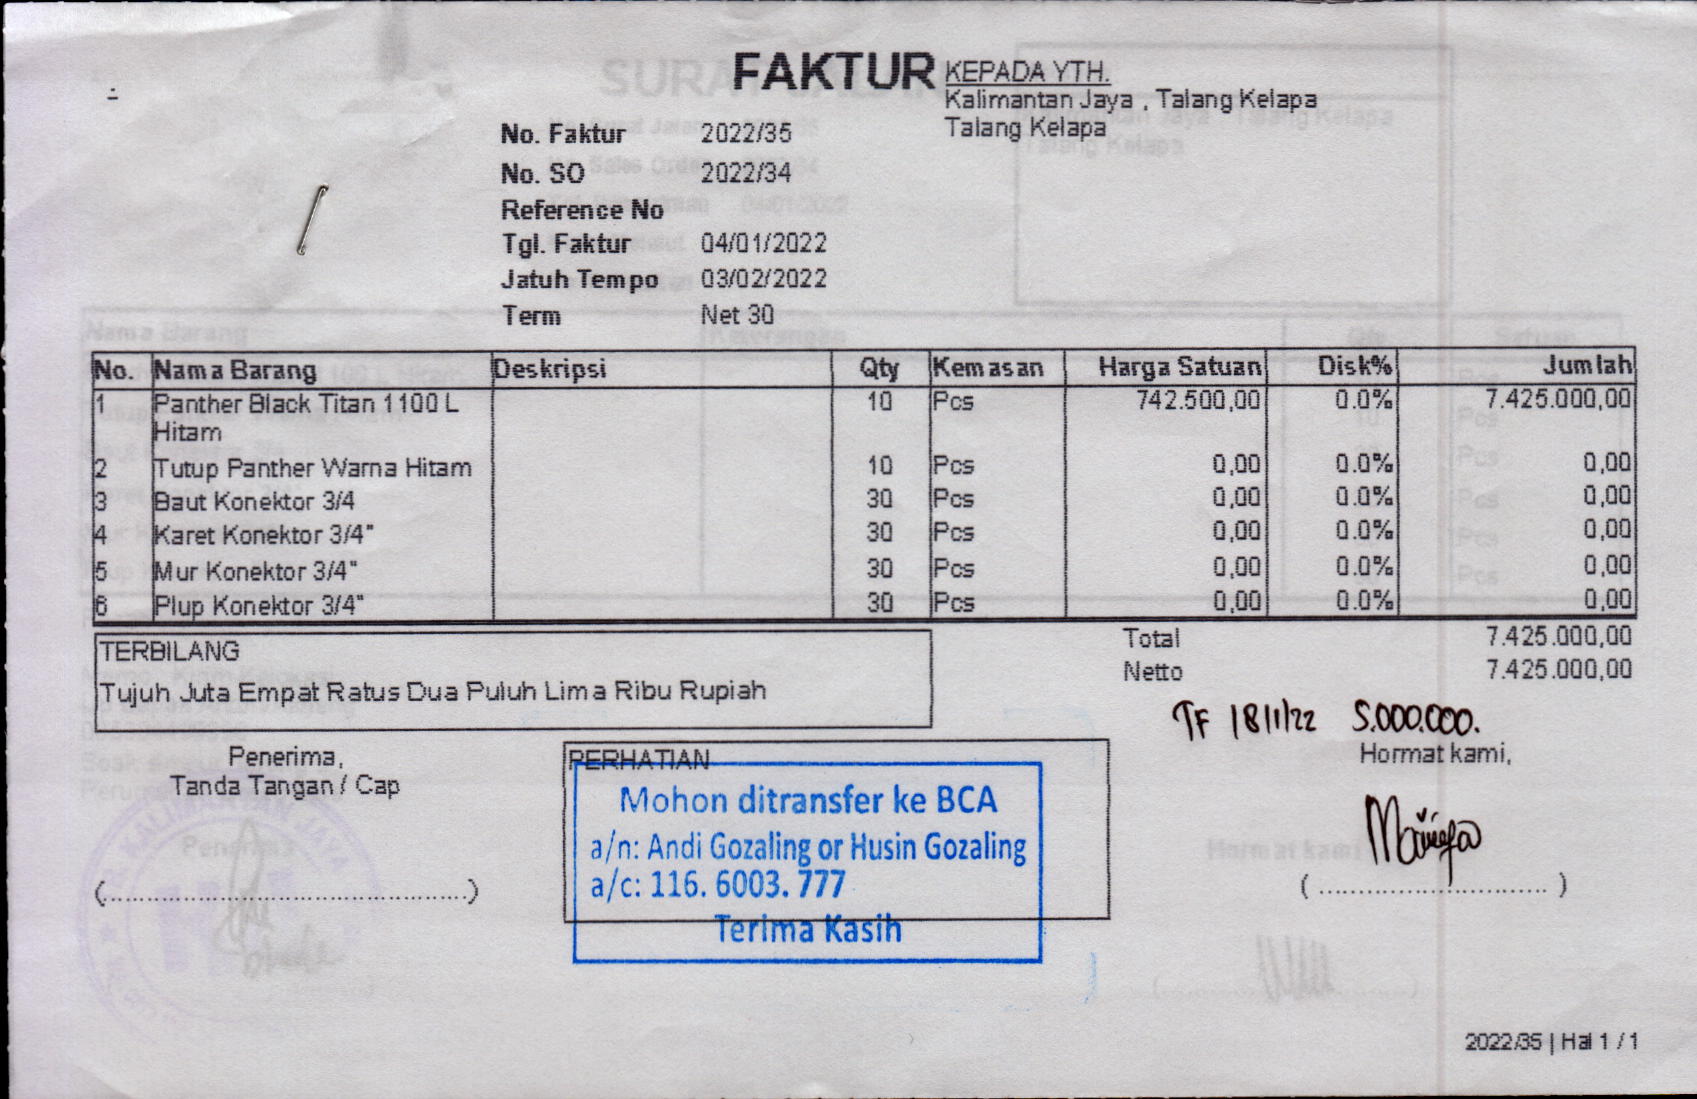 FAKTUR
KEPADA YTH.
Kalimantan Jaya , Talang Kelapa
Talang Kelapa
No. Faktur 2022/35
No. SO 2022/34
Reference No
Tgl. Faktur 04/01/2022
Jatuh Tempo 03/02/2022
Term Net 30
No. Nama Barang Deskripsi Qty Kemasan Harga Satuan Disk% Jumlah
1 Panther Black Titan 1100 L 10 Pcs 742.500,00 0.0% 7.425.000,00
Hitam
2 Tutup Panther Warna Hitam 10 Pcs 0,00 0.0% 0,00
3 Baut Konektor 3/4 30 Pcs 0,00 0.0% 0,00
4 Karet Konektor 3/4" 30 Pcs 0,00 0.0% 0,00
5 Mur Konektor 3/4" 30 Pcs 0,00 0.0% 0,00
6 Plup Konektor 3/4" 30 Pcs 0,00 0.0% 0,00
Total 7.425.000,00
Netto 7.425.000,00
TERBILANG
Tujuh Juta Empat Ratus Dua Puluh Lima Ribu Rupiah
TF 18/1/22 5.000.000.
Penerima,
Tanda Tangan / Cap
(..........................................)
PERHATIAN
Mohon ditransfer ke BCA
a/n: Andi Gozaling or Husin Gozaling
a/c: 116. 6003. 777
Terima Kasih
Hormat kami,
( ........................... )
2022/35 | Hal 1 / 1